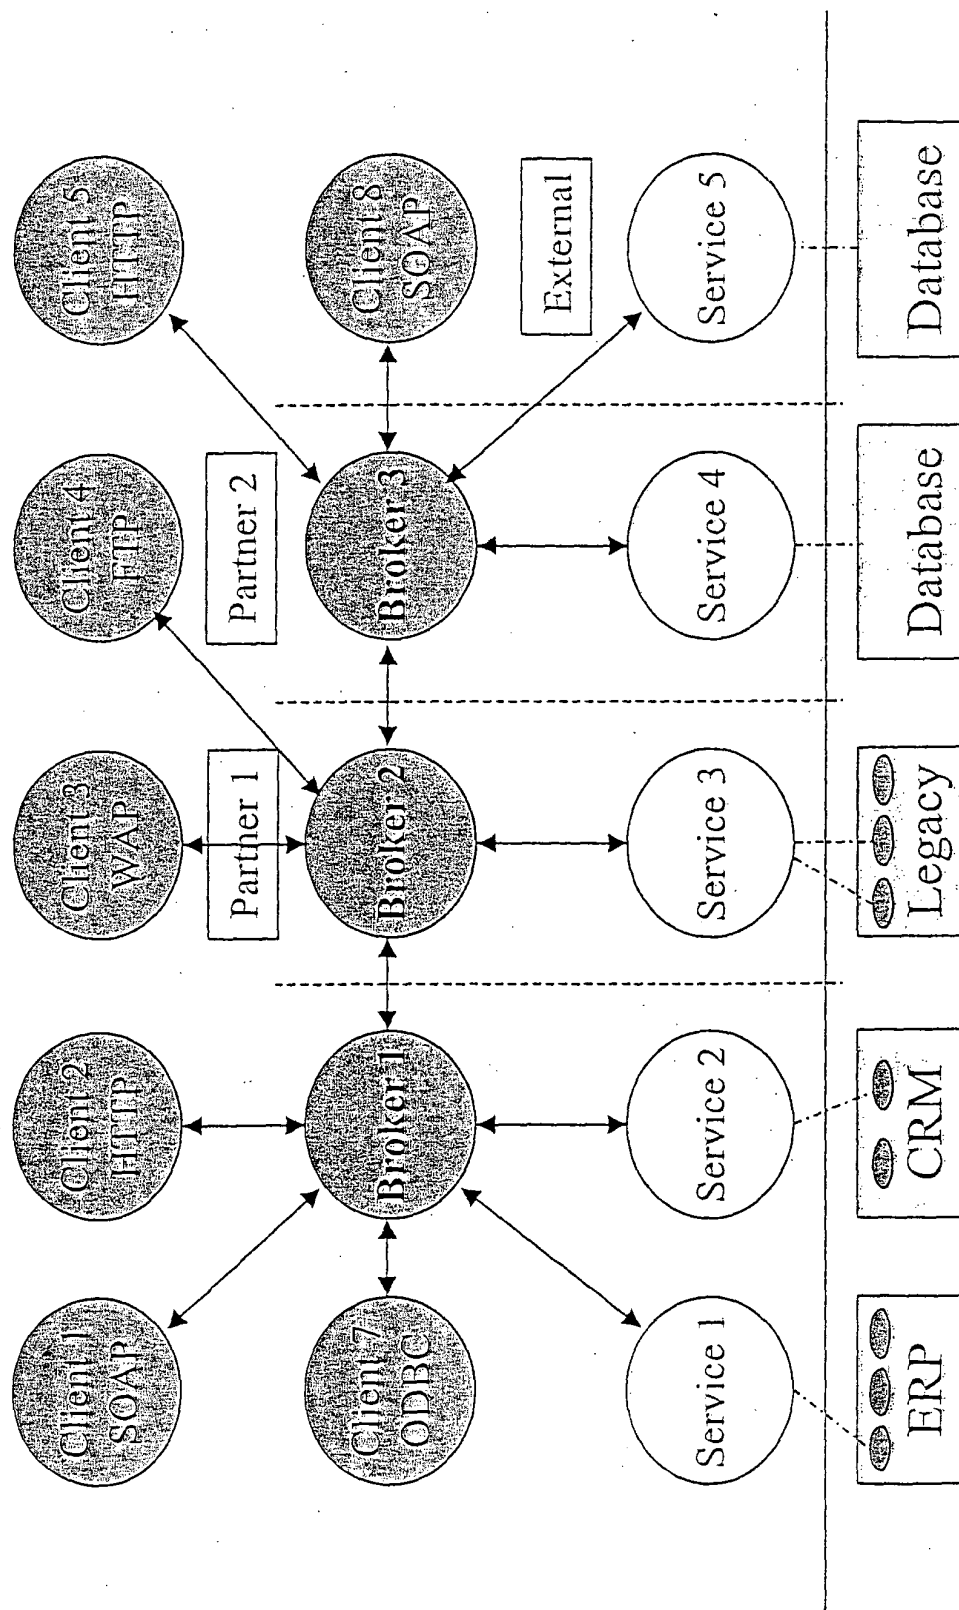 Client 1
SOAP
Client 2
HTTP
Client 3
WAP
Client 4
FTP
Client 5
HTTP
Partner 1
Partner 2
Client 7
ODBC
Broker 1
Broker 2
Broker 3
Client 8
SOAP
External
Service 1
Service 2
Service 3
Service 4
Service 5
ERP
CRM
Legacy
Database
Database